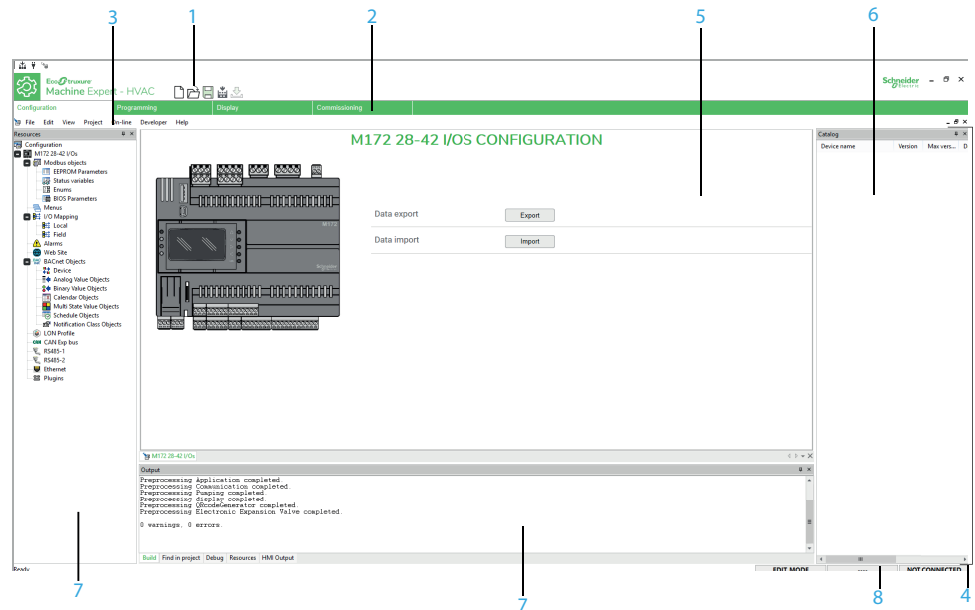 1
2
3
5
6
EcoStruxure
Machine Expert - HVAC
Schneider
Electric
Configuration
Programming
Display
Commissioning
File Edit View Project On-line Developer Help
Resources
Configuration
M172 28-42 I/Os
Modbus objects
EEPROM Parameters
Status variables
Enums
BIOS Parameters
Menus
I/O Mapping
Local
Field
Alarms
Web Site
BACnet Objects
Device
Analog Value Objects
Binary Value Objects
Calendar Objects
Multi State Value Objects
Schedule Objects
Notification Class Objects
LON Profile
CAN Exp bus
RS485-1
RS485-2
Ethernet
Plugins
M172 28-42 I/OS CONFIGURATION
M172
Data export
Export
Data import
Import
M172 28-42 I/Os
Catalog
Device name Version Max vers... D
Output
Preprocessing Application completed.
Preprocessing Communication completed.
Preprocessing Pumping completed.
Preprocessing display completed.
Preprocessing QRcodeGenerator completed.
Preprocessing Electronic Expansion Valve completed.
0 warnings, 0 errors.
Build Find in project Debug Resources HMI Output
Ready
EDIT MODE
----
NOT CONNECTED
7
7
8
4